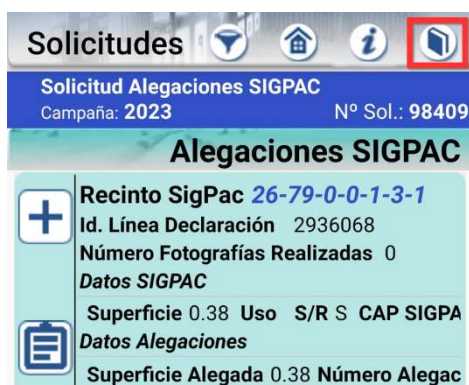 Solicitudes
Solicitud Alegaciones SIGPAC
Campaña: 2023 Nº Sol.: 98409
Alegaciones SIGPAC
Recinto SigPac 26-79-0-0-1-3-1
Id. Línea Declaración 2936068
Número Fotografías Realizadas 0
Datos SIGPAC
Superficie 0.38 Uso S/R S CAP SIGPA
Datos Alegaciones
Superficie Alegada 0.38 Número Alegac